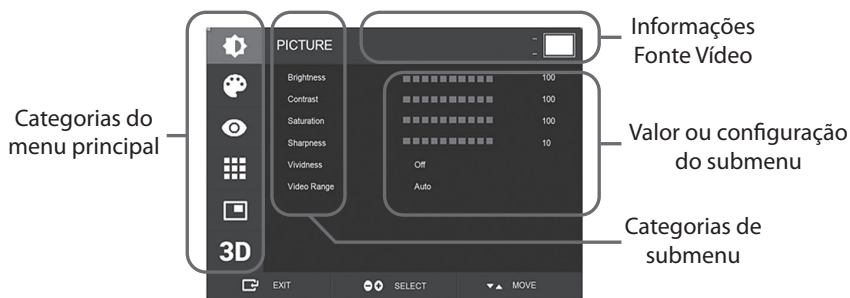 Informações
Fonte Vídeo
PICTURE
Brightness 100
Contrast 100
Saturation 100
Sharpness 10
Vividness Off
Video Range Auto
3D
EXIT SELECT MOVE
Categorias do
menu principal
Valor ou configuração
do submenu
Categorias de
submenu